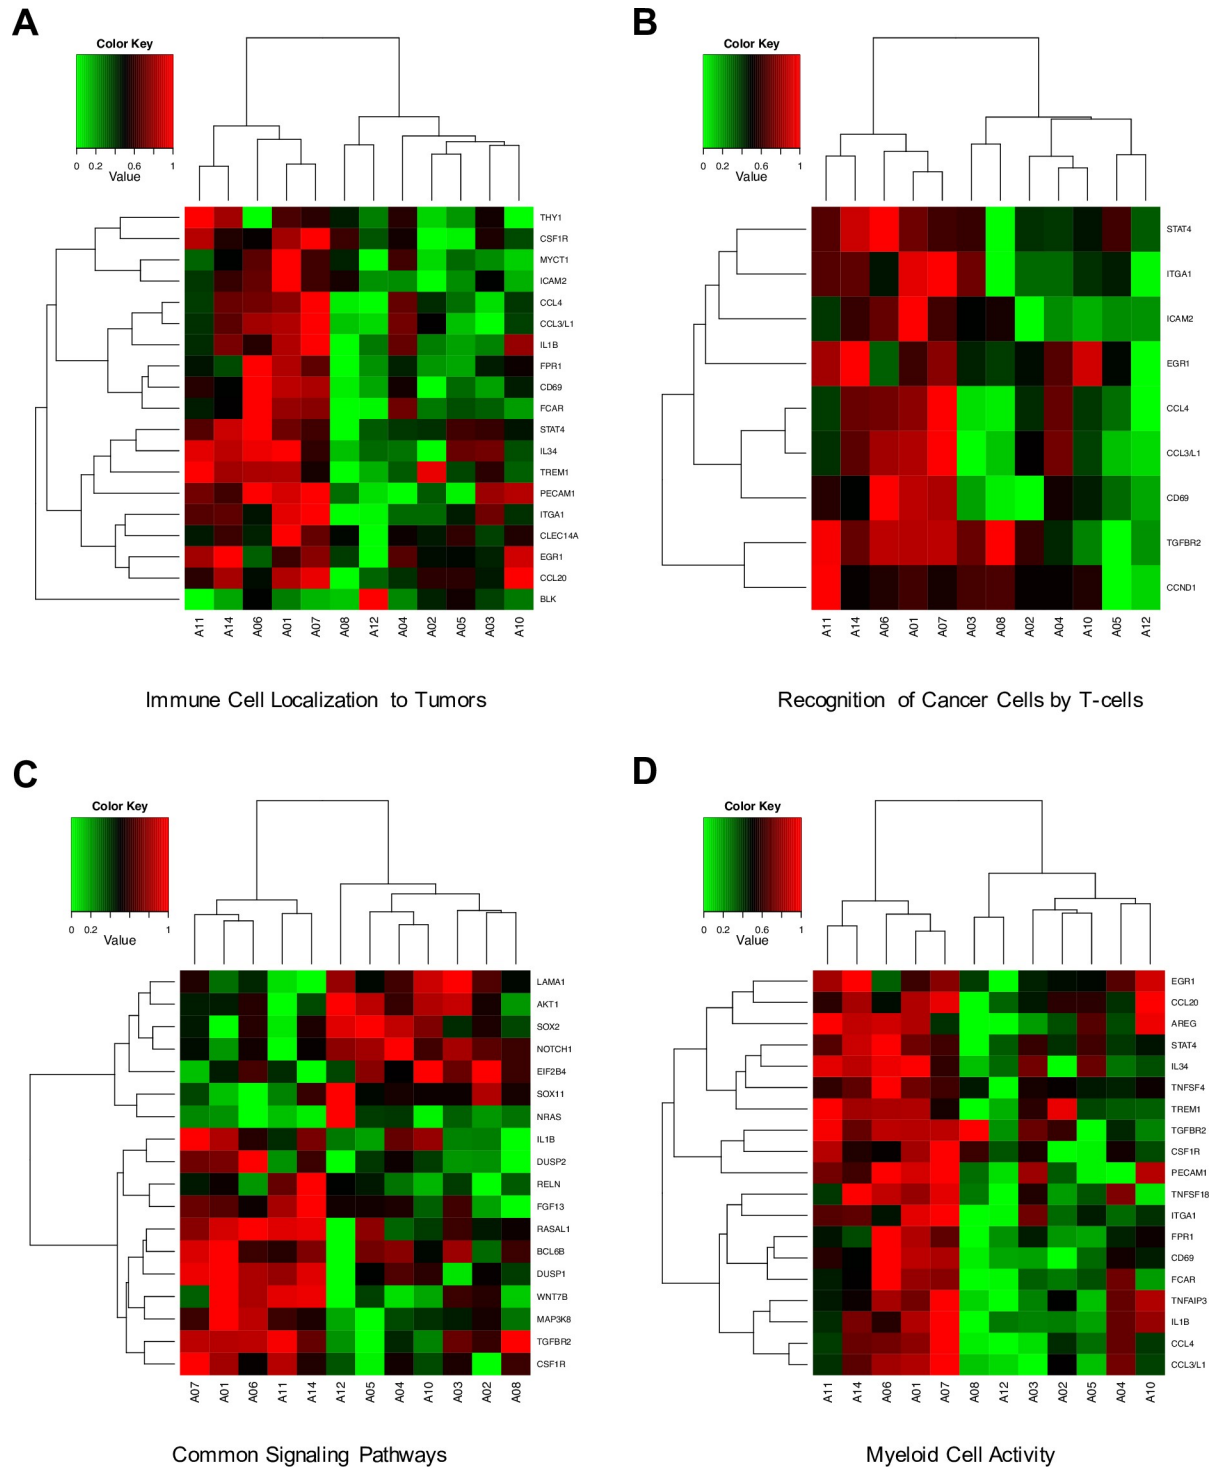 A
Color Key
0 0.2 0.6 1
Value
THY1
CSF1R
MYCT1
ICAM2
CCL4
CCL3/L1
IL1B
FPR1
CD69
FCAR
STAT4
IL34
TREM1
PECAM1
ITGA1
CLEC14A
EGR1
CCL20
BLK
A11 A14 A06 A01 A07 A08 A12 A04 A02 A05 A03 A10
Immune Cell Localization to Tumors
B
Color Key
0 0.2 0.6 1
Value
STAT4
ITGA1
ICAM2
EGR1
CCL4
CCL3/L1
CD69
TGFBR2
CCND1
A11 A14 A06 A01 A07 A03 A08 A02 A04 A10 A05 A12
Recognition of Cancer Cells by T-cells
C
Color Key
0 0.2 0.6 1
Value
LAMA1
AKT1
SOX2
NOTCH1
EIF2B4
SOX11
NRAS
IL1B
DUSP2
RELN
FGF13
RASAL1
BCL6B
DUSP1
WNT7B
MAP3K8
TGFBR2
CSF1R
A07 A01 A06 A11 A14 A12 A05 A04 A10 A03 A02 A08
Common Signaling Pathways
D
Color Key
0 0.2 0.6 1
Value
EGR1
CCL20
AREG
STAT4
IL34
TNFSF4
TREM1
TGFBR2
CSF1R
PECAM1
TNFSF18
ITGA1
FPR1
CD69
FCAR
TNFAIP3
IL1B
CCL4
CCL3/L1
A11 A14 A06 A01 A07 A08 A12 A03 A02 A05 A04 A10
Myeloid Cell Activity